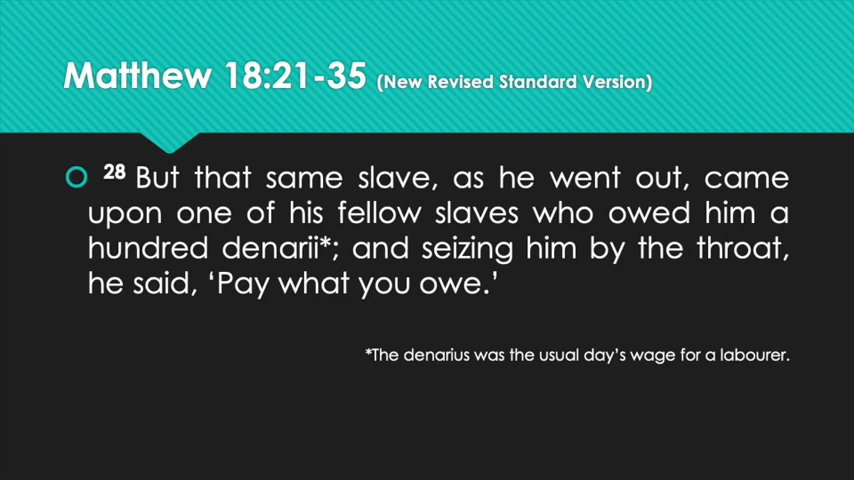 Matthew 18:21-35 (New Revised Standard Version)
28 But that same slave, as he went out, came
upon one of his fellow slaves who owed him a
hundred denarii*; and seizing him by the throat,
he said, ‘Pay what you owe.’
*The denarius was the usual day’s wage for a labourer.